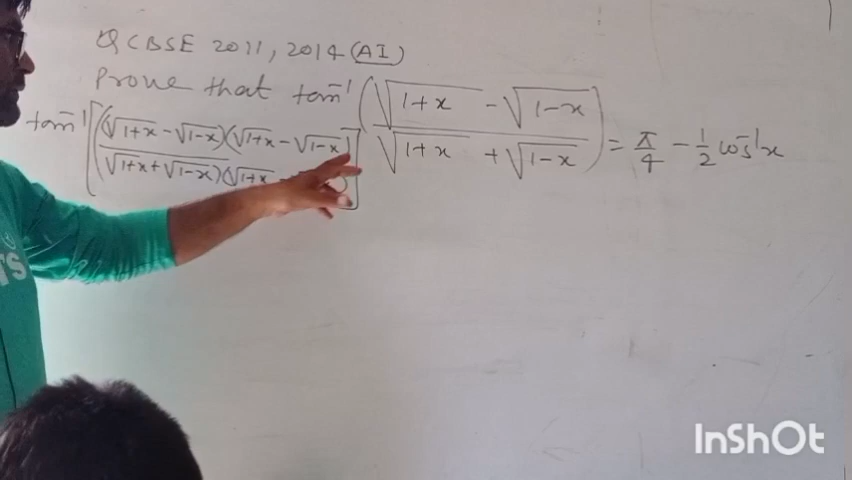 Q CBSE 2011, 2014 (AI)
Prove that tan⁻¹ ( (√(1+x) - √(1-x)) / (√(1+x) + √(1-x)) ) = π/4 - 1/2 cos⁻¹x
tan⁻¹ [ (√(1+x) - √(1-x)) (√(1+x) - √(1-x))
(√(1+x + √(1-x)) (√(1+x ]
InShOt